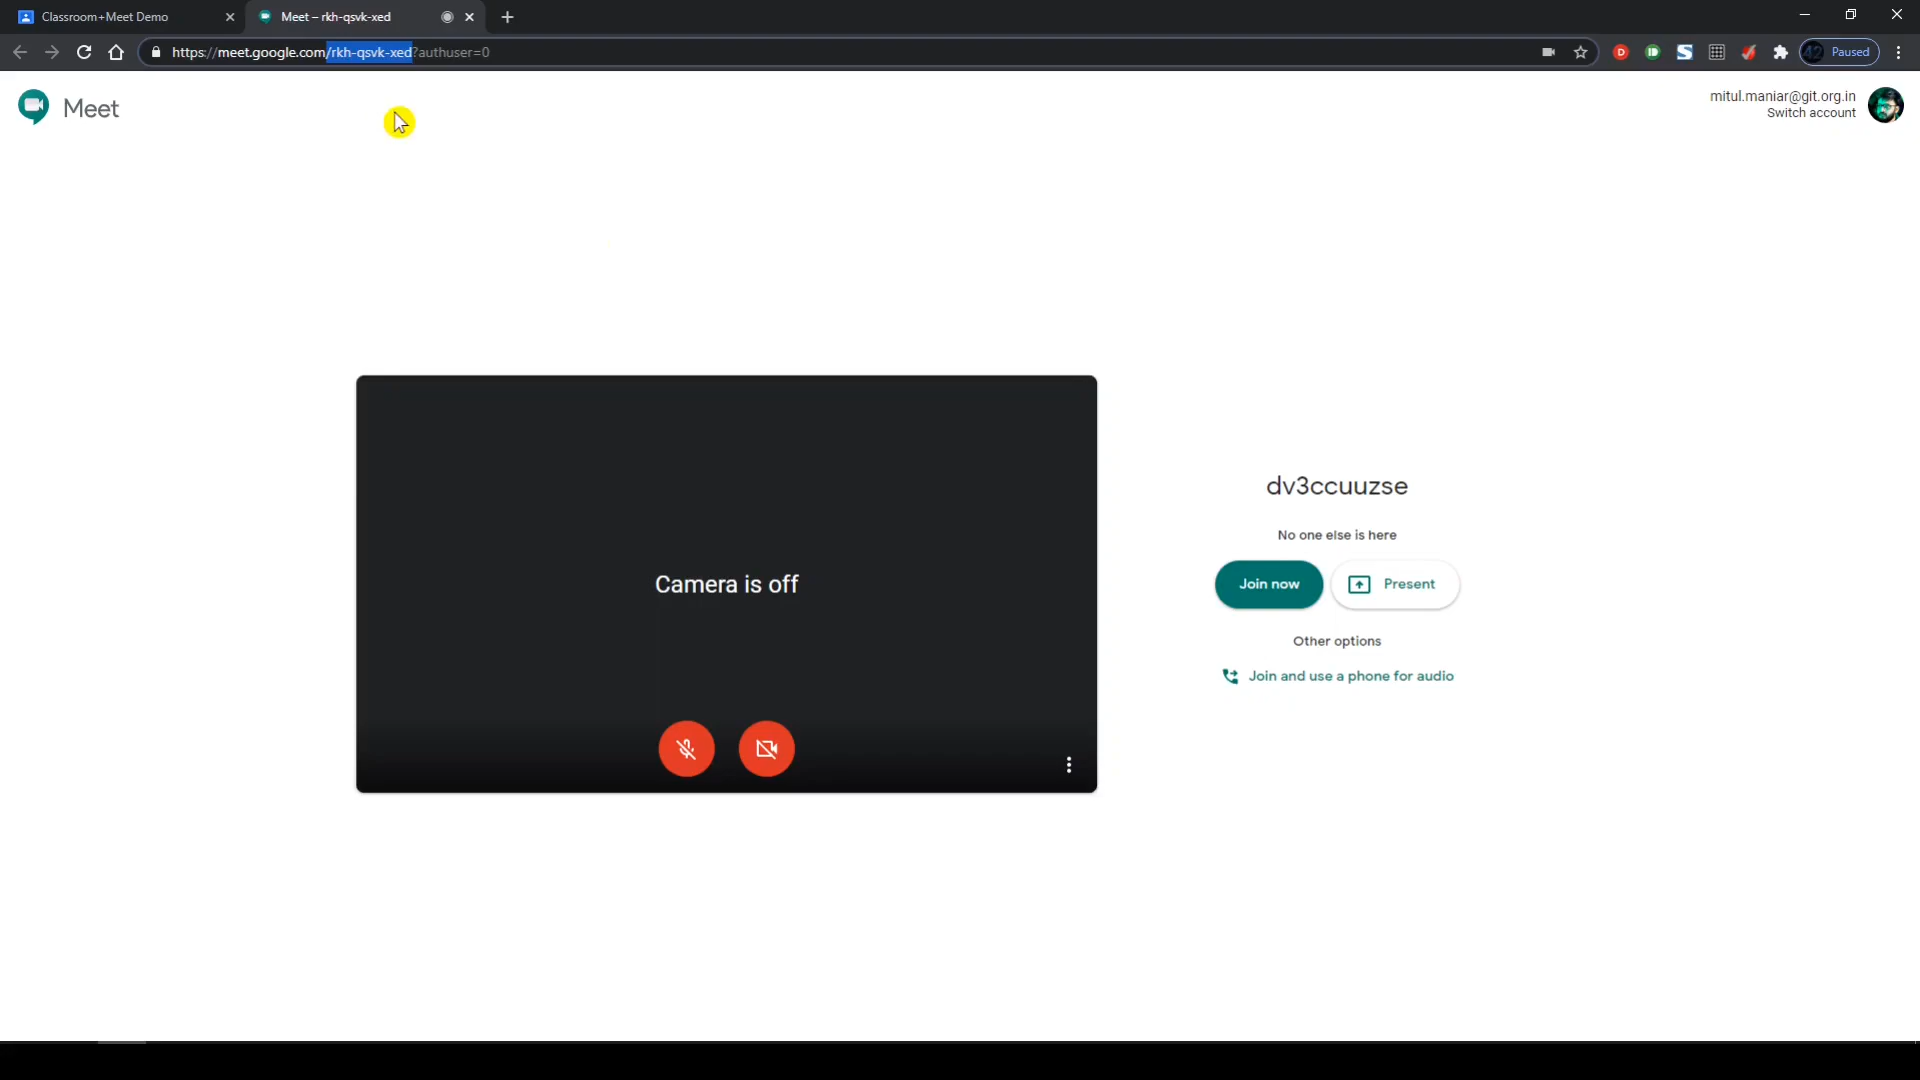 Classroom+Meet Demo
Meet – rkh-qsvk-xed
https://meet.google.com/rkh-qsvk-xed?authuser=0
Paused
Meet
mitul.maniar@git.org.in
Switch account
Camera is off
dv3ccuuzse
No one else is here
Join now
Present
Other options
Join and use a phone for audio